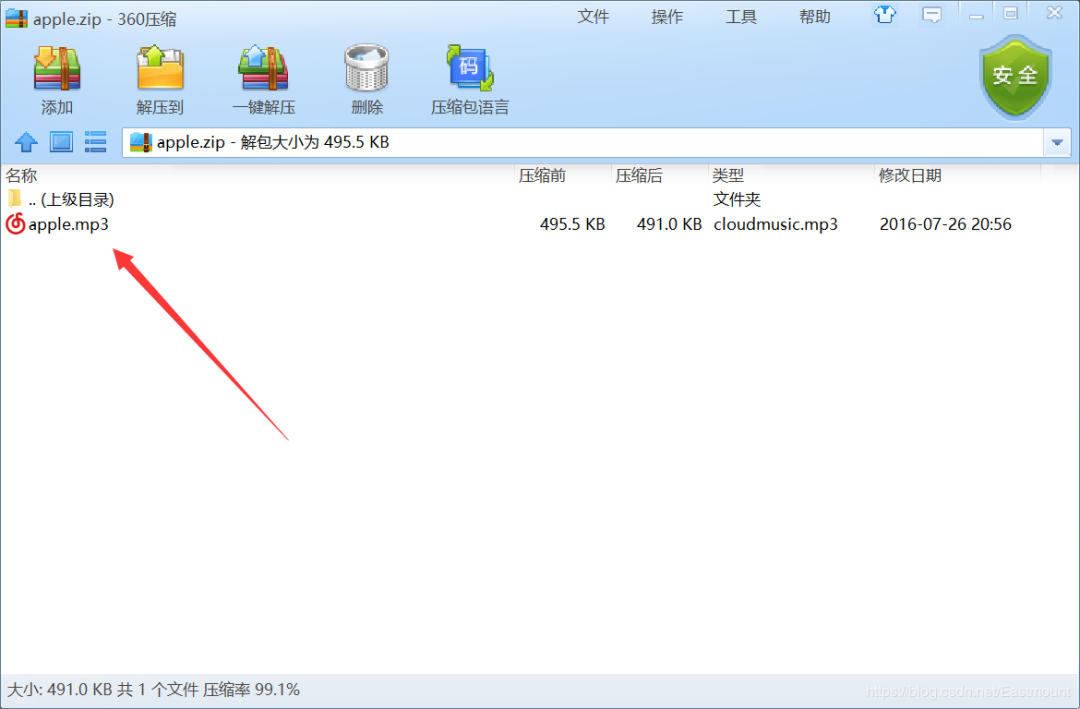 apple.zip - 360压缩
文件 操作 工具 帮助
添加 解压到 一键解压 删除 压缩包语言
码
安全
apple.zip - 解包大小为 495.5 KB
名称 压缩前 压缩后 类型 修改日期
.. (上级目录) 文件夹
apple.mp3 495.5 KB 491.0 KB cloudmusic.mp3 2016-07-26 20:56
大小: 491.0 KB 共 1 个文件 压缩率 99.1%
https://blog.csdn.net/Eastmount